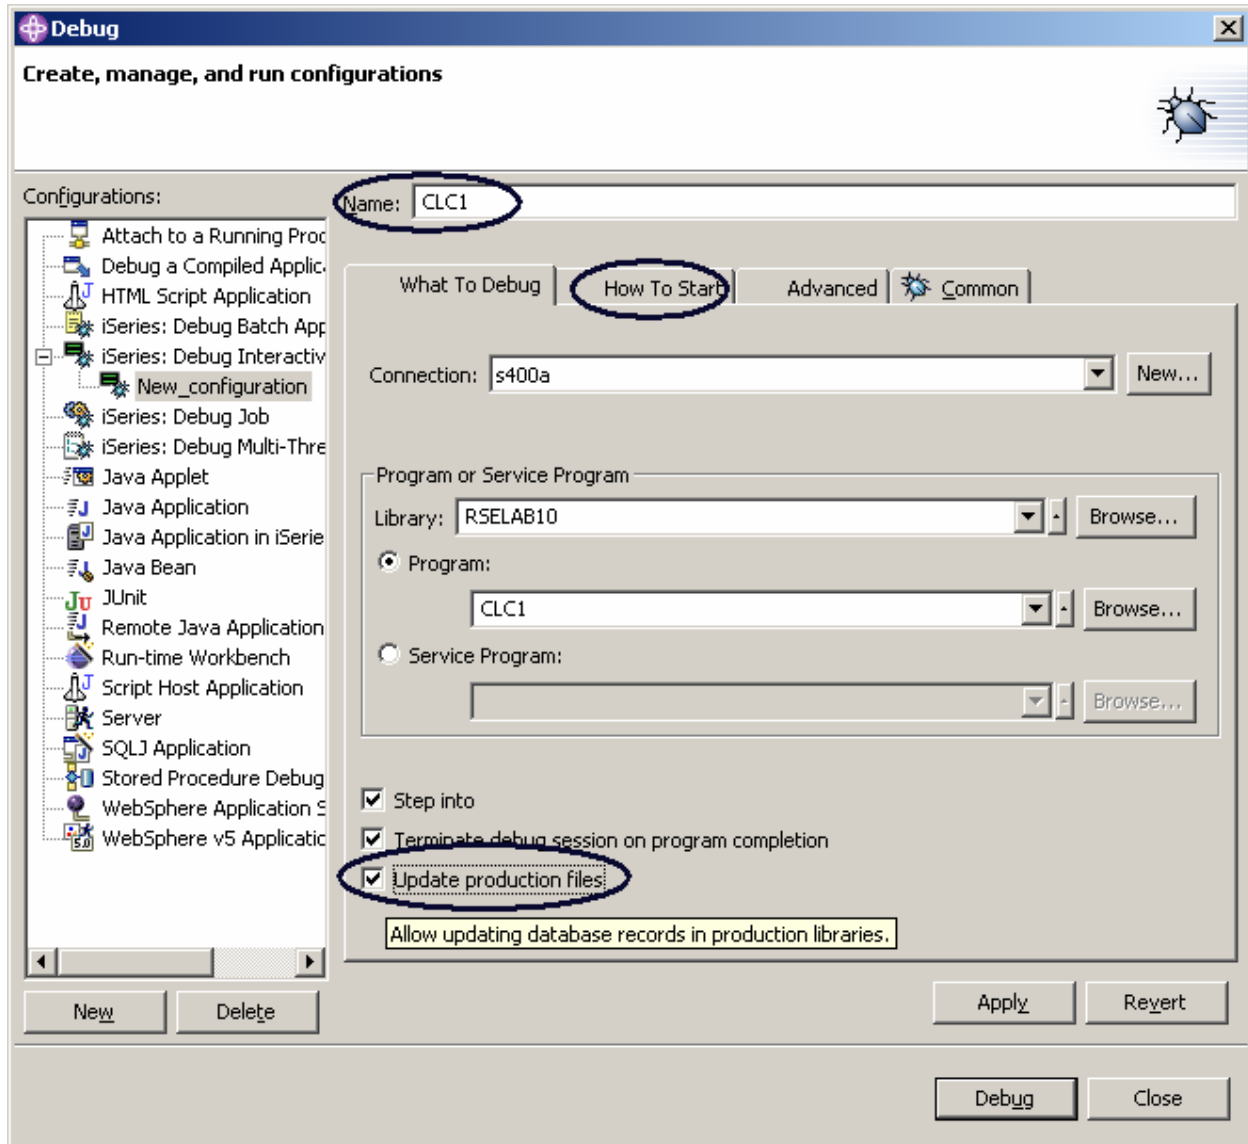 Debug
Create, manage, and run configurations
Configurations:
Attach to a Running Proc
Debug a Compiled Applic
HTML Script Application
iSeries: Debug Batch App
iSeries: Debug Interactiv
New_configuration
iSeries: Debug Job
iSeries: Debug Multi-Thre
Java Applet
Java Application
Java Application in iSerie
Java Bean
JUnit
Remote Java Application
Run-time Workbench
Script Host Application
Server
SQLJ Application
Stored Procedure Debug
WebSphere Application S
WebSphere v5 Applicatic
New Delete
Name: CLC1
What To Debug How To Start Advanced Common
Connection: s400a New...
Program or Service Program
Library: RSELAB10 Browse...
Program:
CLC1 Browse...
Service Program:
Browse...
Step into
Terminate debug session on program completion
Update production files
Allow updating database records in production libraries.
Apply Revert
Debug Close